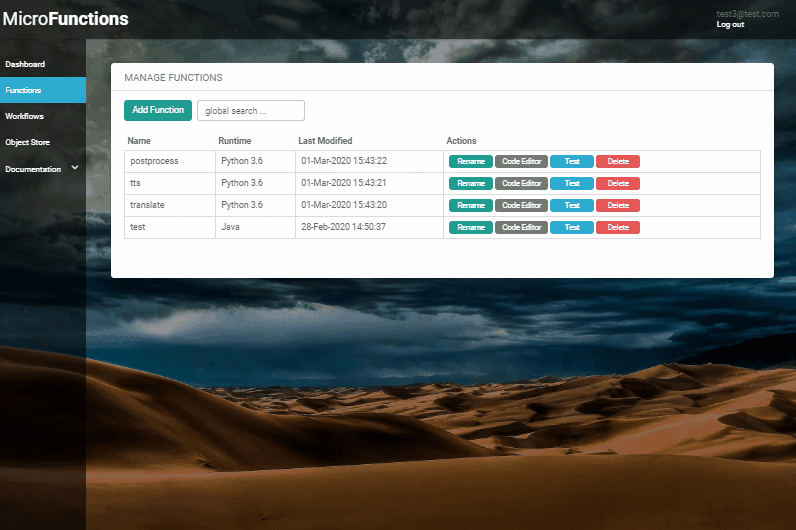 MicroFunctions
test3@test.com
Log out
Dashboard
Functions
Workflows
Object Store
Documentation
MANAGE FUNCTIONS
Add Function global search ...
Name Runtime Last Modified Actions
postprocess Python 3.6 01-Mar-2020 15:43:22 Rename Code Editor Test Delete
tts Python 3.6 01-Mar-2020 15:43:21 Rename Code Editor Test Delete
translate Python 3.6 01-Mar-2020 15:43:20 Rename Code Editor Test Delete
test Java 28-Feb-2020 14:50:37 Rename Code Editor Test Delete